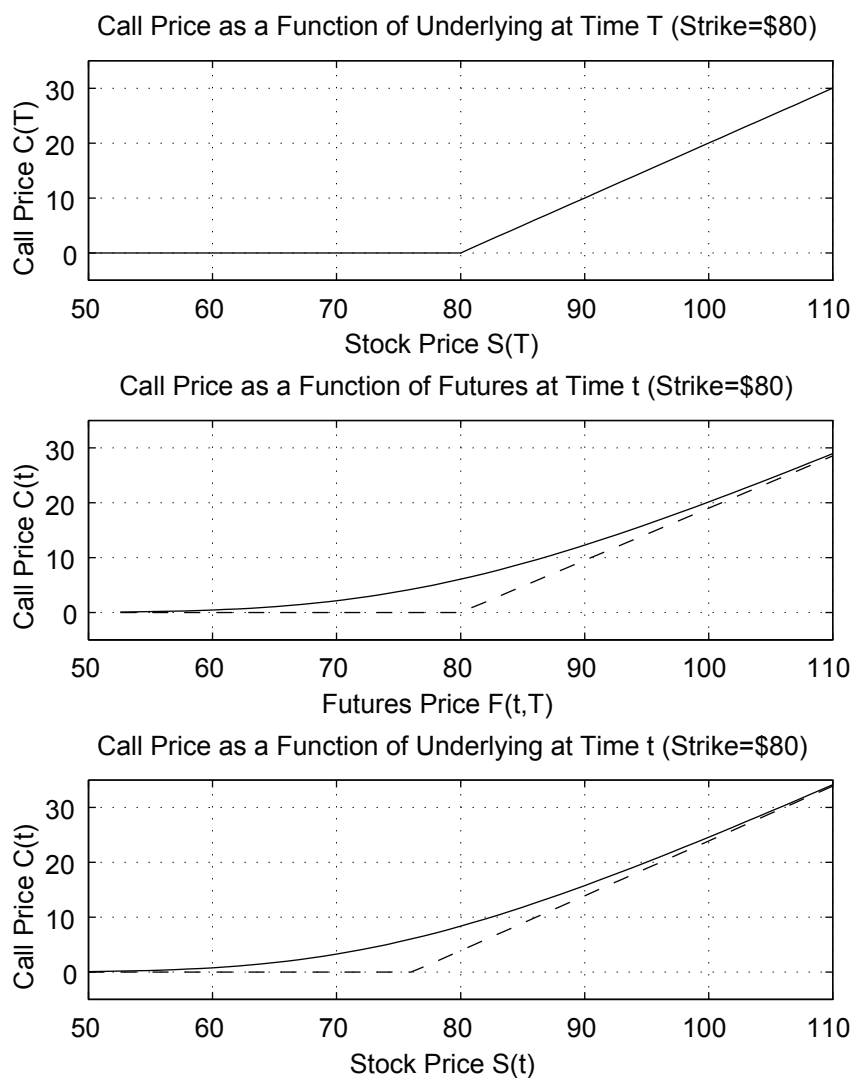 Call Price as a Function of Underlying at Time T (Strike=$80)
Call Price C(T)
30
20
10
0
50 60 70 80 90 100 110
Stock Price S(T)
Call Price as a Function of Futures at Time t (Strike=$80)
Call Price C(t)
30
20
10
0
50 60 70 80 90 100 110
Futures Price F(t,T)
Call Price as a Function of Underlying at Time t (Strike=$80)
Call Price C(t)
30
20
10
0
50 60 70 80 90 100 110
Stock Price S(t)